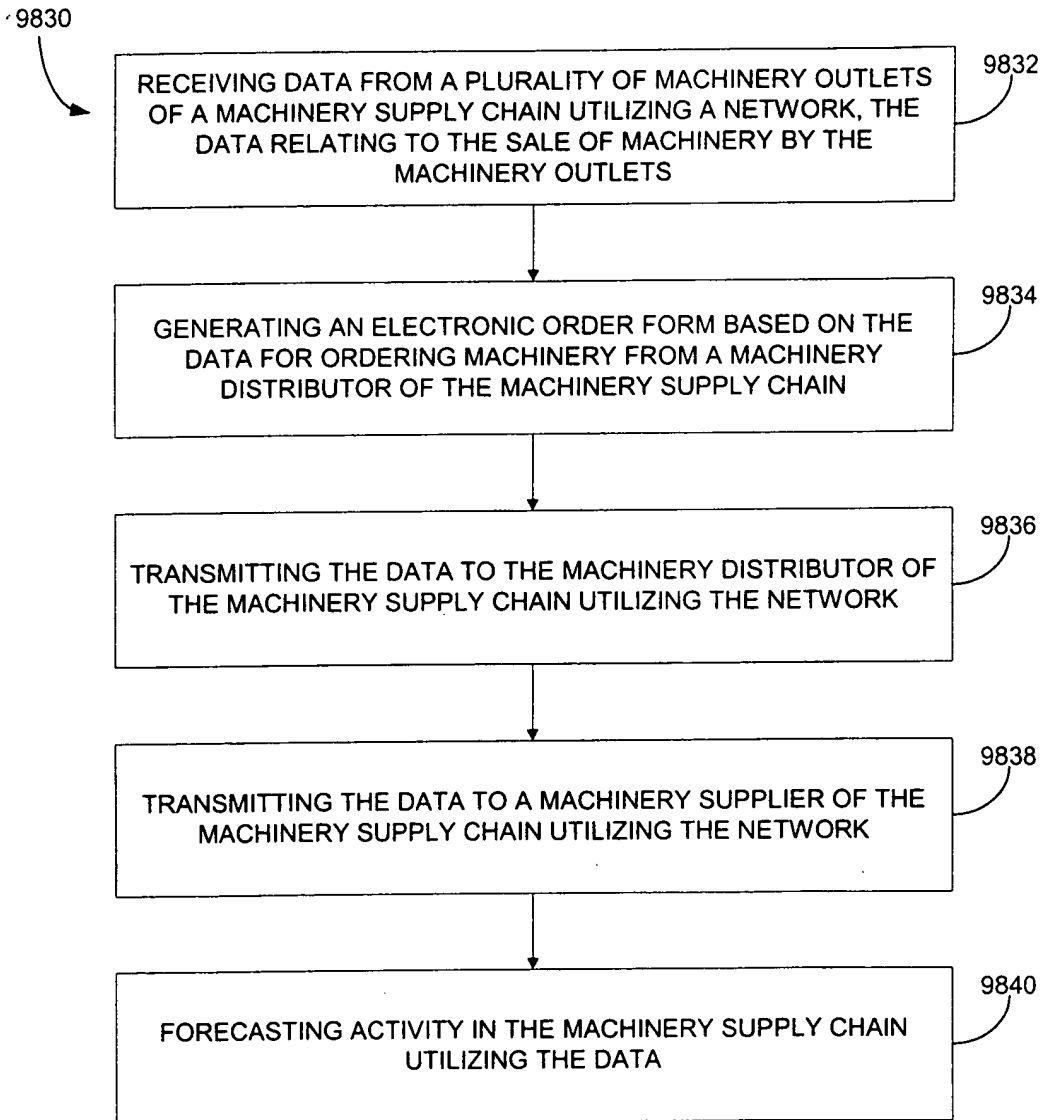 9830
RECEIVING DATA FROM A PLURALITY OF MACHINERY OUTLETS
OF A MACHINERY SUPPLY CHAIN UTILIZING A NETWORK, THE
DATA RELATING TO THE SALE OF MACHINERY BY THE
MACHINERY OUTLETS
9832
GENERATING AN ELECTRONIC ORDER FORM BASED ON THE
DATA FOR ORDERING MACHINERY FROM A MACHINERY
DISTRIBUTOR OF THE MACHINERY SUPPLY CHAIN
9834
TRANSMITTING THE DATA TO THE MACHINERY DISTRIBUTOR OF
THE MACHINERY SUPPLY CHAIN UTILIZING THE NETWORK
9836
TRANSMITTING THE DATA TO A MACHINERY SUPPLIER OF THE
MACHINERY SUPPLY CHAIN UTILIZING THE NETWORK
9838
FORECASTING ACTIVITY IN THE MACHINERY SUPPLY CHAIN
UTILIZING THE DATA
9840